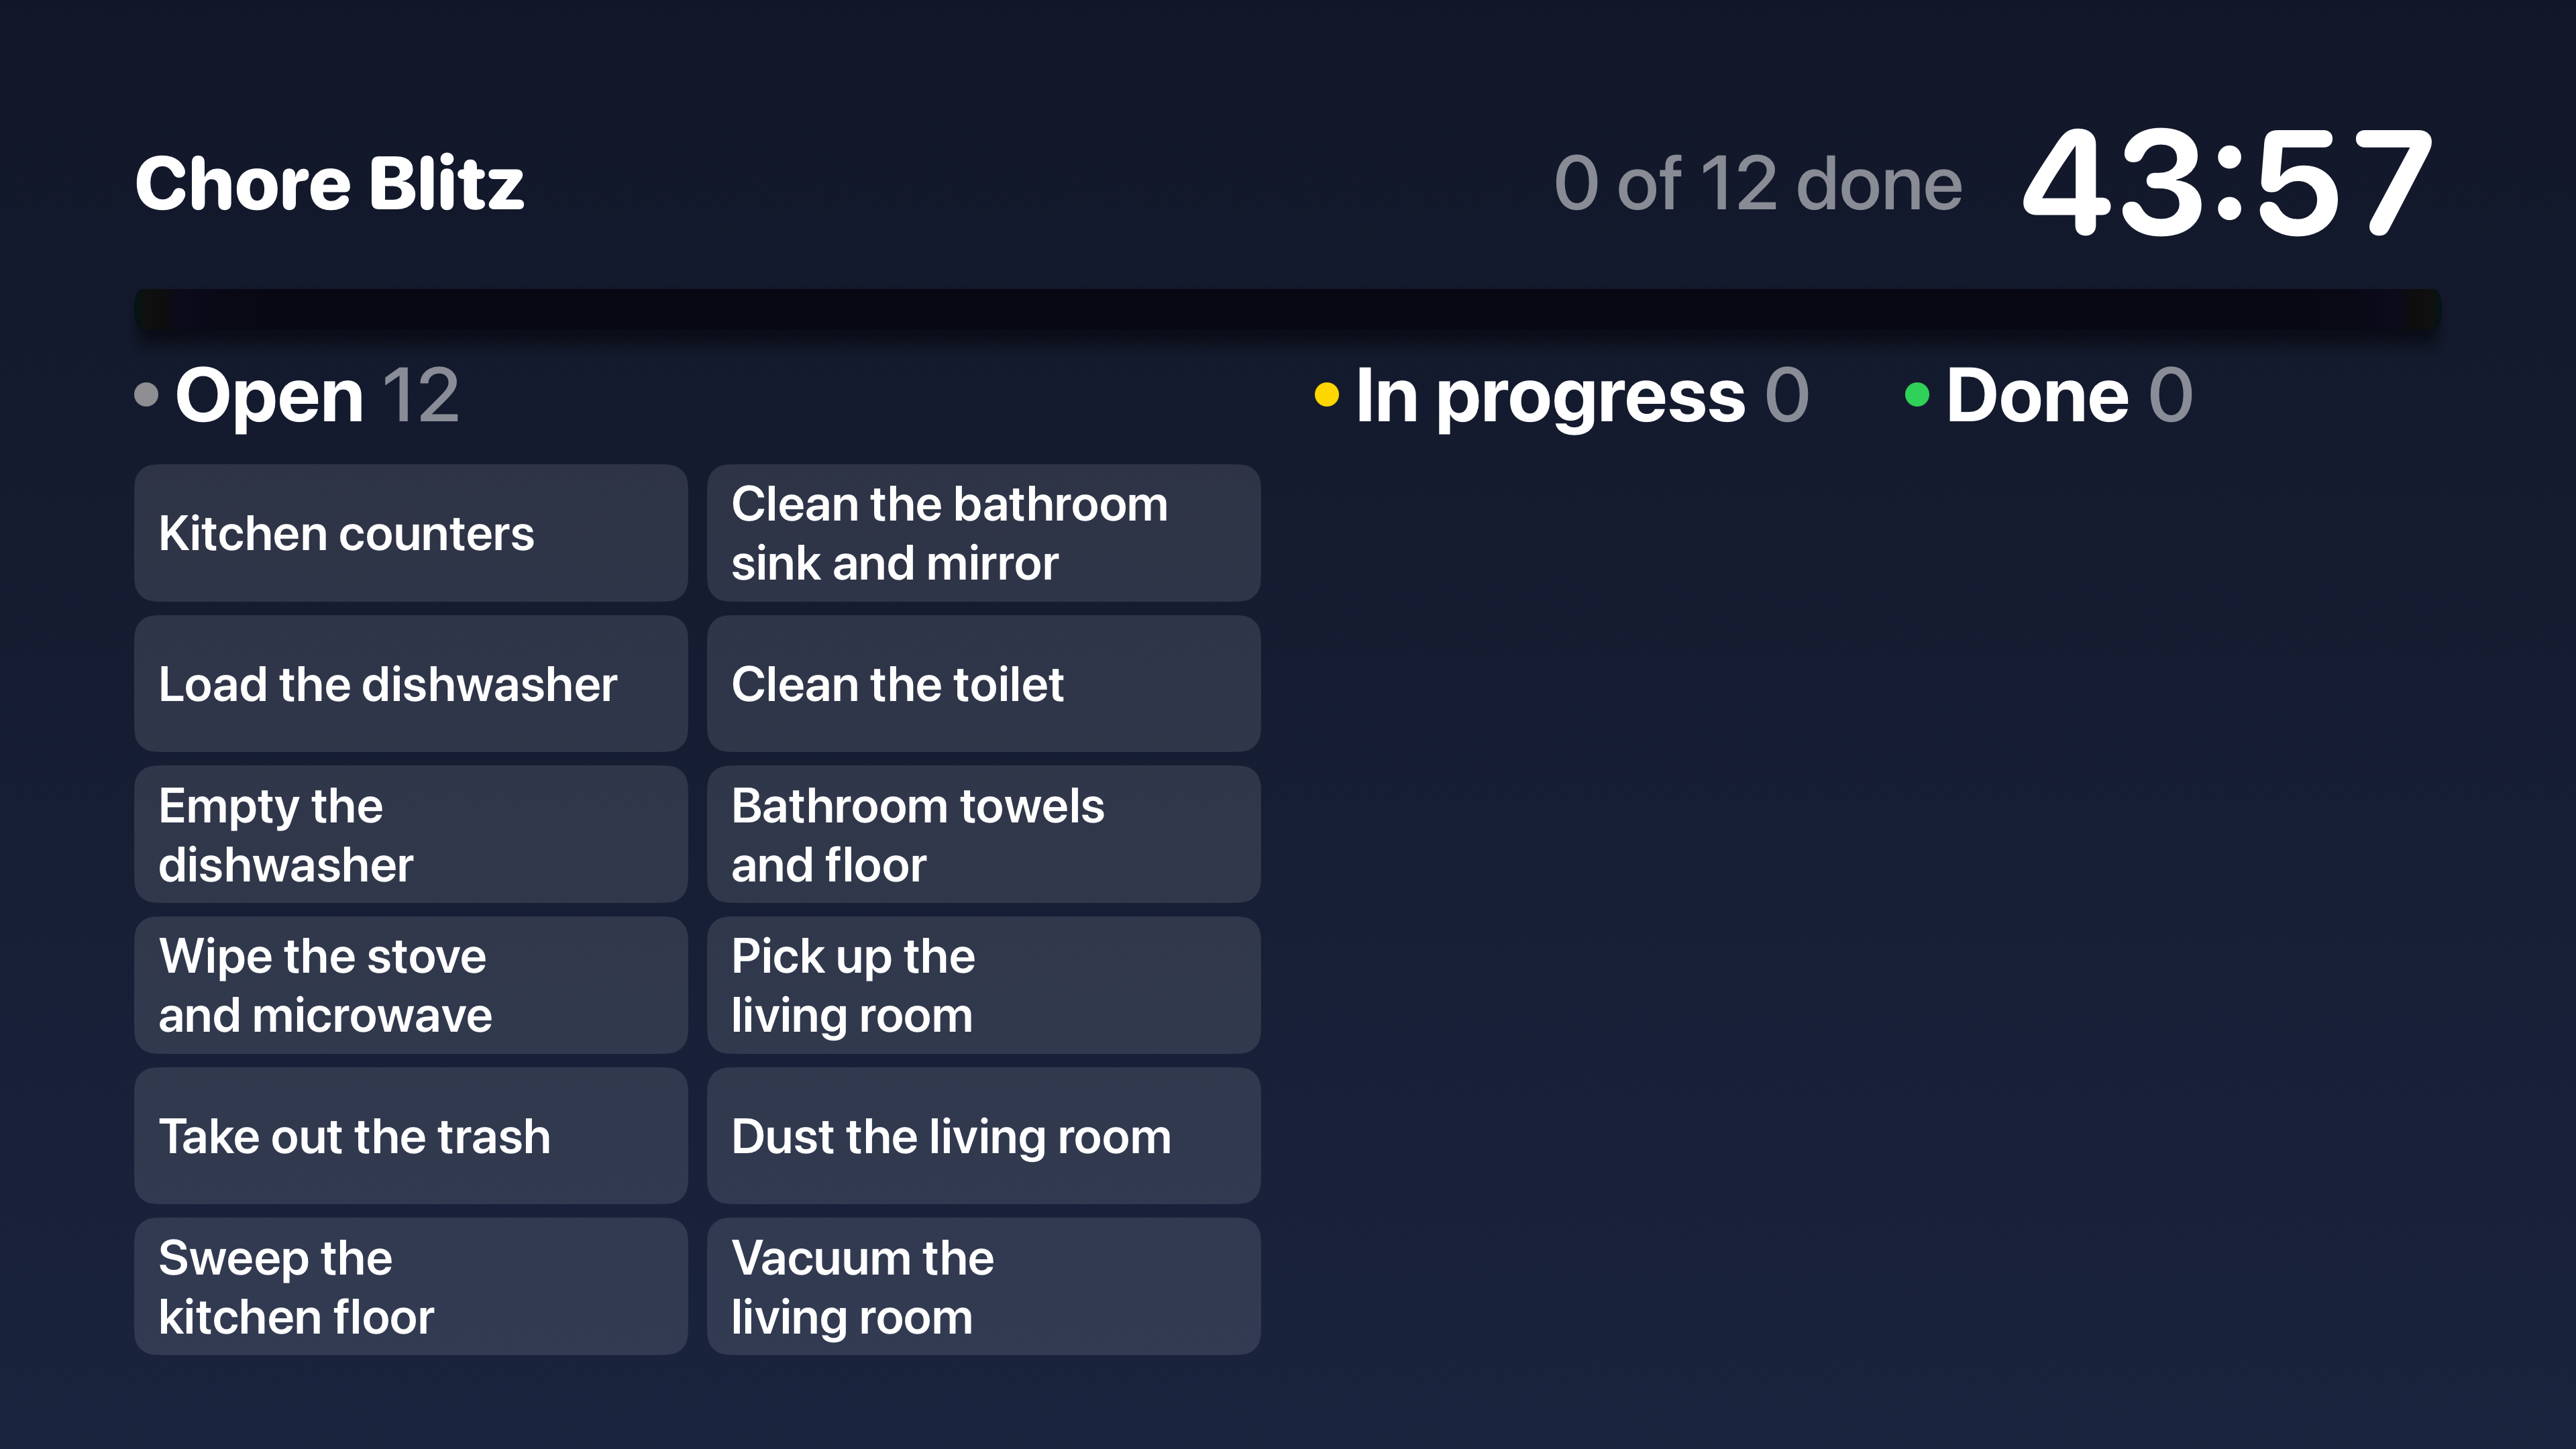 Chore Blitz
0 of 12 done
43:57
Open 12
In progress 0
Done 0
Kitchen counters
Load the dishwasher
Empty the
dishwasher
Wipe the stove
and microwave
Take out the trash
Sweep the
kitchen floor
Clean the bathroom
sink and mirror
Clean the toilet
Bathroom towels
and floor
Pick up the
living room
Dust the living room
Vacuum the
living room